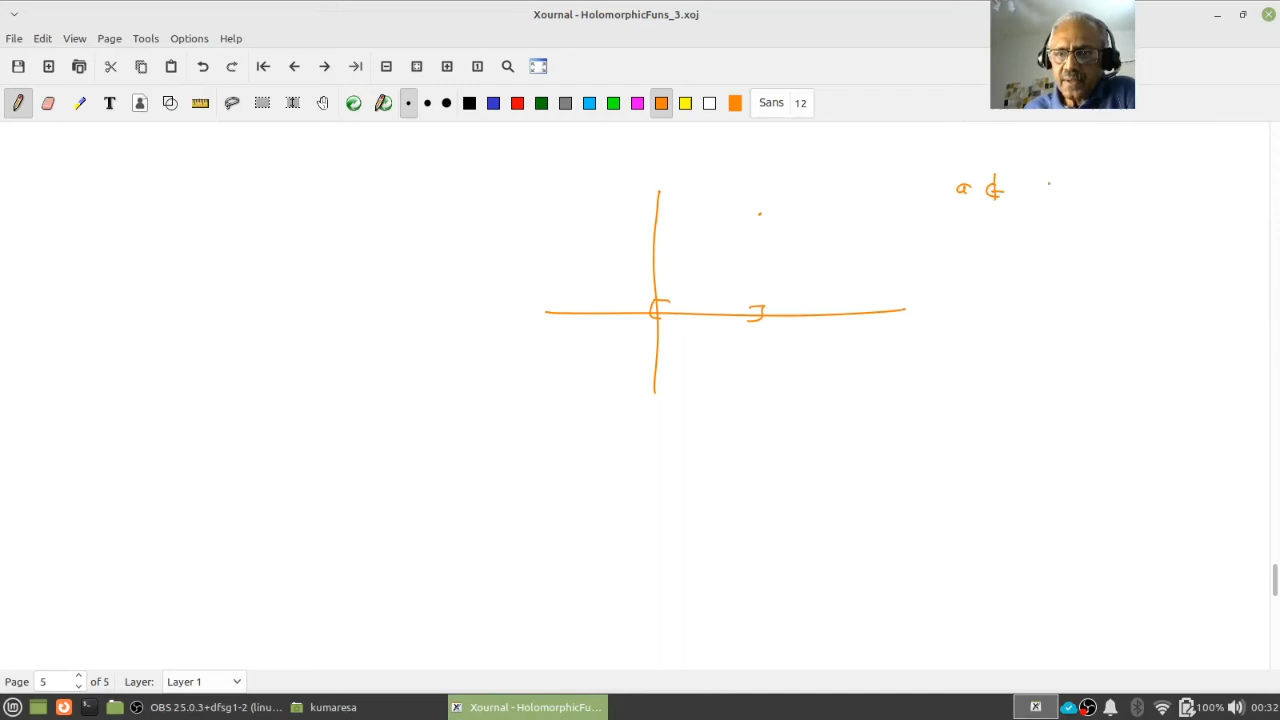 Xournal - HolomorphicFuns_3.xoj
File Edit View Page Tools Options Help
Sans 12
a ∉
[ ]
Page 5 of 5 Layer: Layer 1
OBS 25.0.3+dfsg1-2 (linu... kumaresa Xournal - HolomorphicFu... 100% 00:32